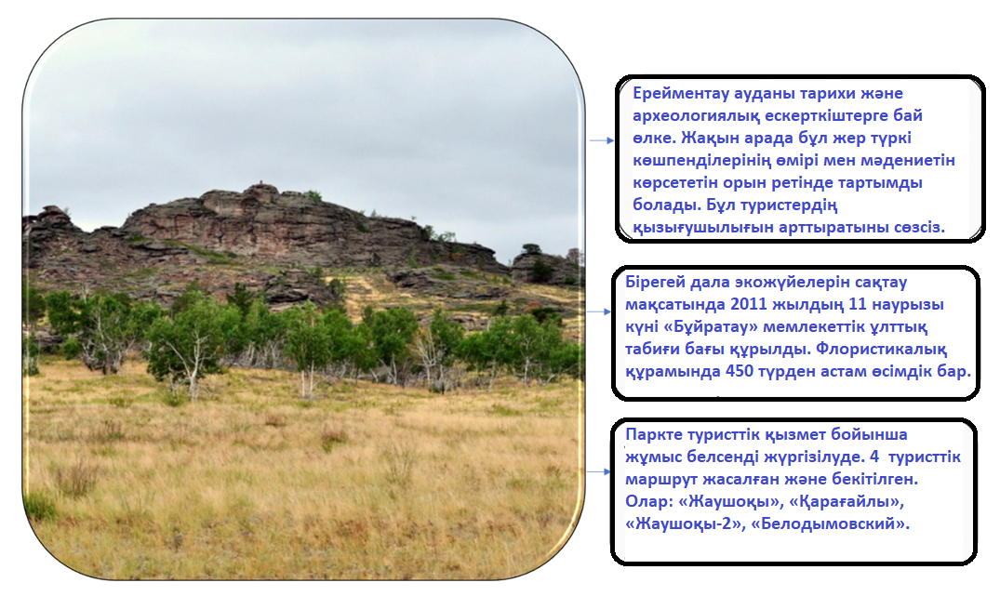 Ерейментау ауданы тарихи және
археологиялық ескерткіштерге бай
өлке. Жақын арада бұл жер түркі
көшпенділерінің өмірі мен мәдениетін
көрсететін орын ретінде тартымды
болады. Бұл туристердің
қызығушылығын арттыратыны сөзсіз.
Бірегей дала экожүйелерін сақтау
мақсатында 2011 жылдың 11 наурызы
күні «Бұйратау» мемлекеттік ұлттық
табиғи бағы құрылды. Флористикалық
құрамында 450 түрден астам өсімдік бар.
Паркте туристтік қызмет бойынша
жұмыс белсенді жүргізілуде. 4 туристтік
маршрут жасалған және бекітілген.
Олар: «Жаушоқы», «Қарағайлы»,
«Жаушоқы-2», «Белодымовский».